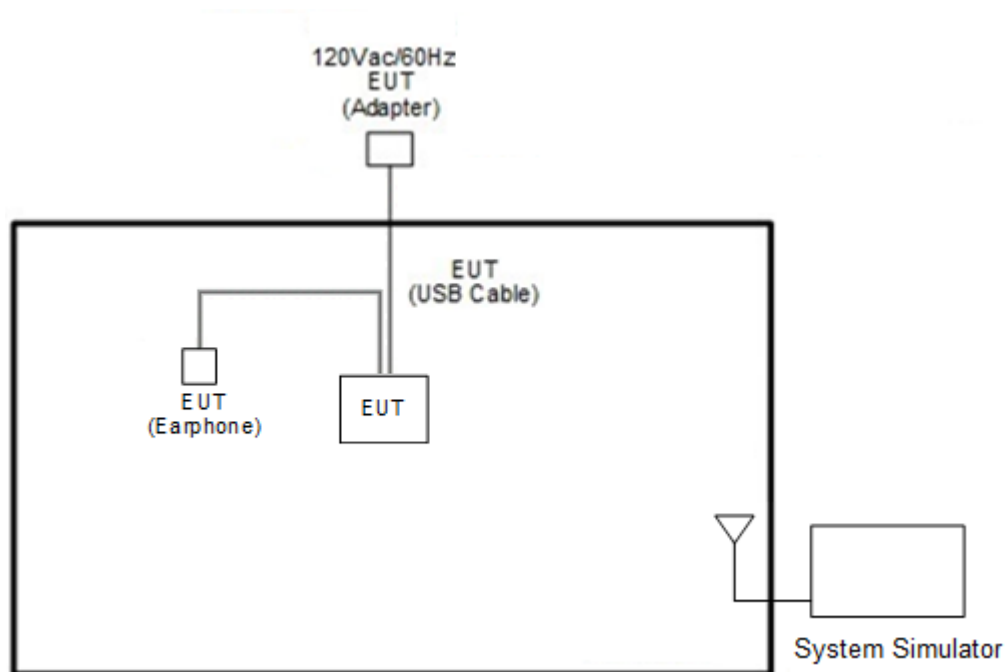 120Vac/60Hz
EUT
(Adapter)
EUT
(USB Cable)
EUT
(Earphone)
EUT
System Simulator